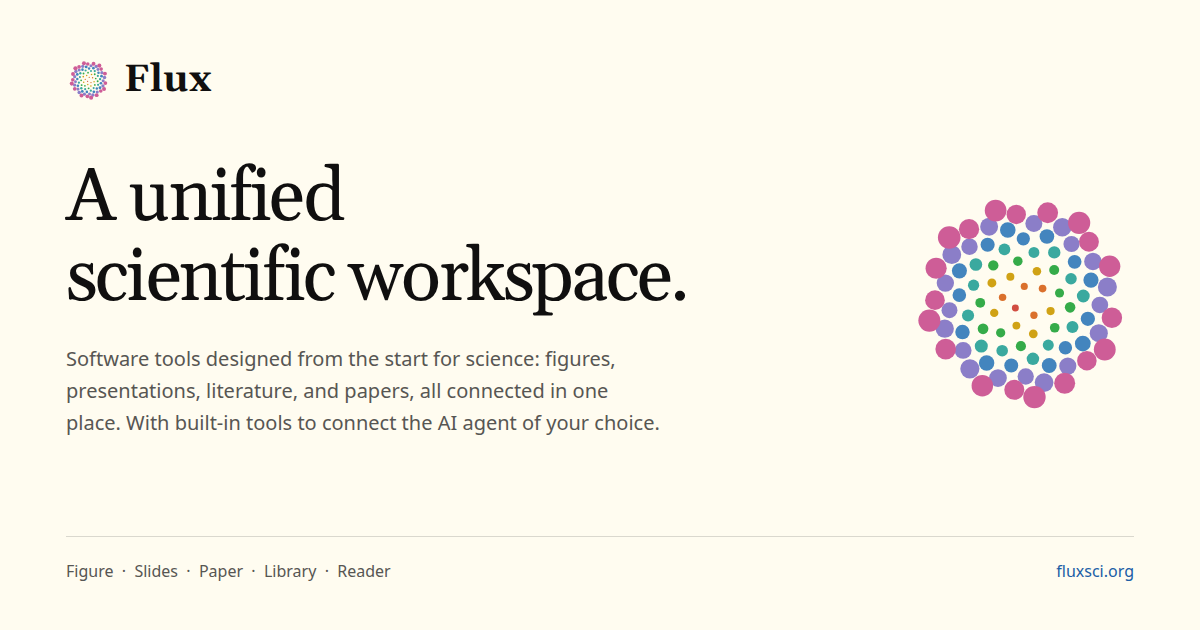 Flux
A unified
scientific workspace.
Software tools designed from the start for science: figures,
presentations, literature, and papers, all connected in one
place. With built-in tools to connect the AI agent of your choice.
Figure · Slides · Paper · Library · Reader
fluxsci.org